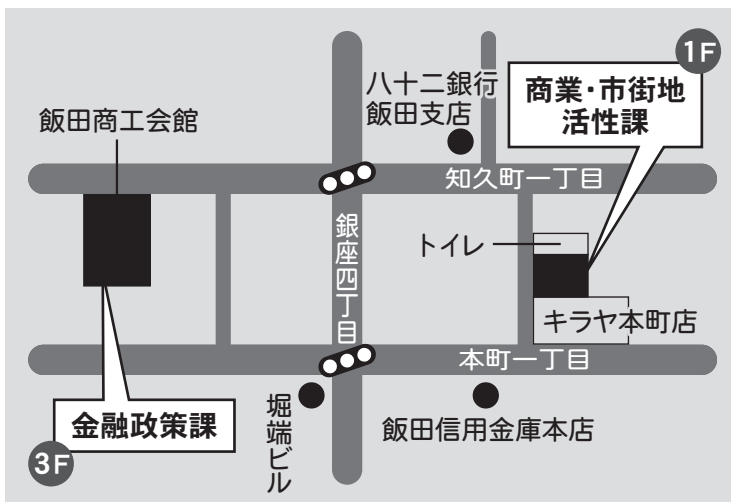 1F
商業・市街地
活性課
八十二銀行
飯田支店
飯田商工会館
知久町一丁目
銀座四丁目
トイレ
キラヤ本町店
本町一丁目
堀端ビル
飯田信用金庫本店
金融政策課
3F